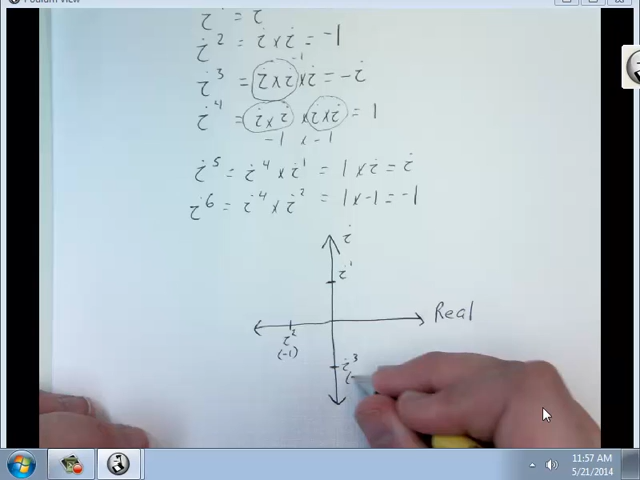 Podium View
i² = i x i = -1
-1
i³ = i x i x i = -i
i⁴ = i x i x i x i = 1
-1 x -1
i⁵ = i⁴ x i¹ = 1 x i = i
i⁶ = i⁴ x i² = 1 x -1 = -1
i
i¹
Real
i²
(-1)
i³
(-
11:57 AM
5/21/2014